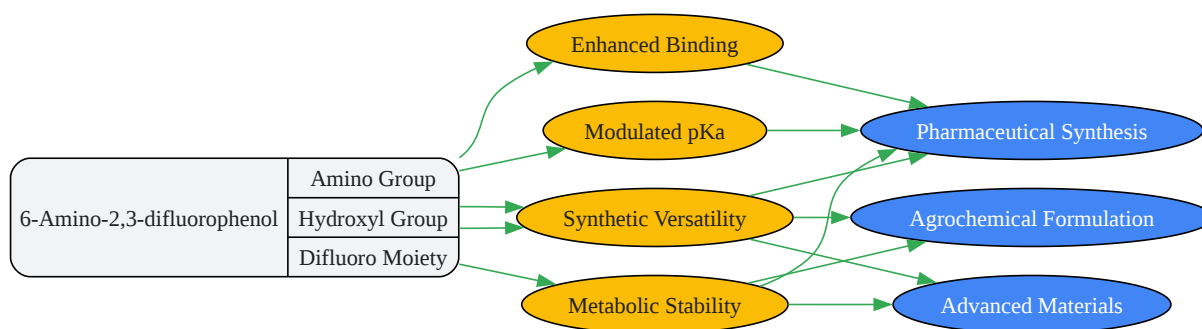 6-Amino-2,3-difluorophenol
Amino Group
Hydroxyl Group
Difluoro Moiety
Enhanced Binding
Modulated pKa
Synthetic Versatility
Metabolic Stability
Pharmaceutical Synthesis
Agrochemical Formulation
Advanced Materials